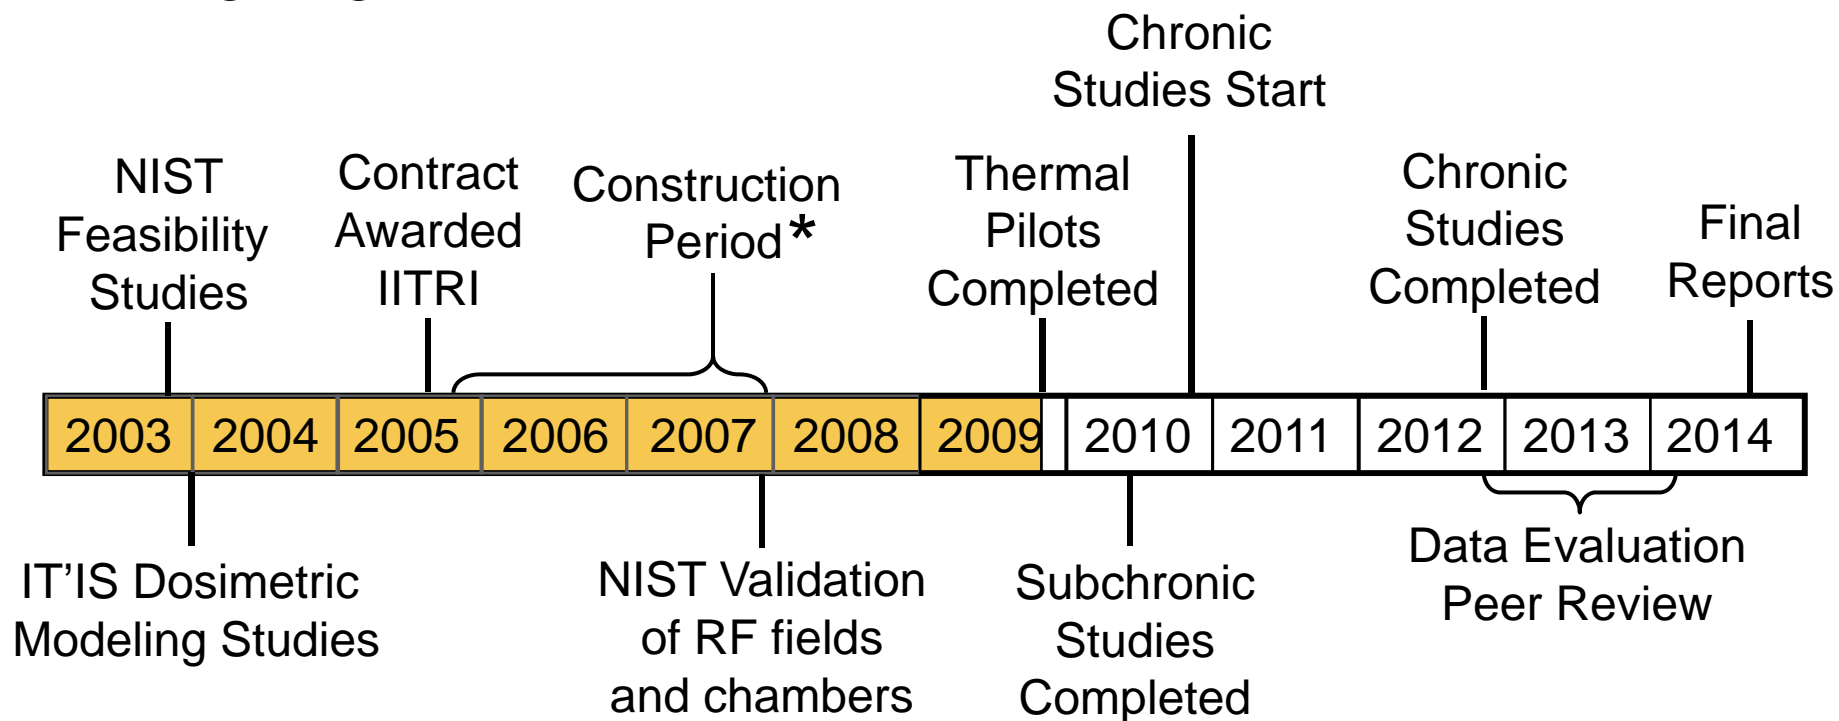 Chronic
Studies Start
NIST
Feasibility
Studies
Contract
Awarded
IITRI
Construction
Period*
Thermal
Pilots
Completed
Chronic
Studies
Completed
Final
Reports
2003 2004 2005 2006 2007 2008 2009 2010 2011 2012 2013 2014
IT'IS Dosimetric
Modeling Studies
NIST Validation
of RF fields
and chambers
Subchronic
Studies
Completed
Data Evaluation
Peer Review